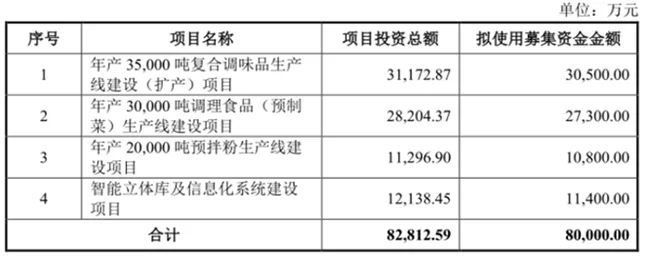 单位：万元
序号 项目名称 项目投资总额 拟使用募集资金金额
1 年产 35,000 吨复合调味品生产线建设（扩产）项目 31,172.87 30,500.00
2 年产 30,000 吨调理食品（预制菜）生产线建设项目 28,204.37 27,300.00
3 年产 20,000 吨预拌粉生产线建设项目 11,296.90 10,800.00
4 智能立体库及信息化系统建设项目 12,138.45 11,400.00
合计 82,812.59 80,000.00